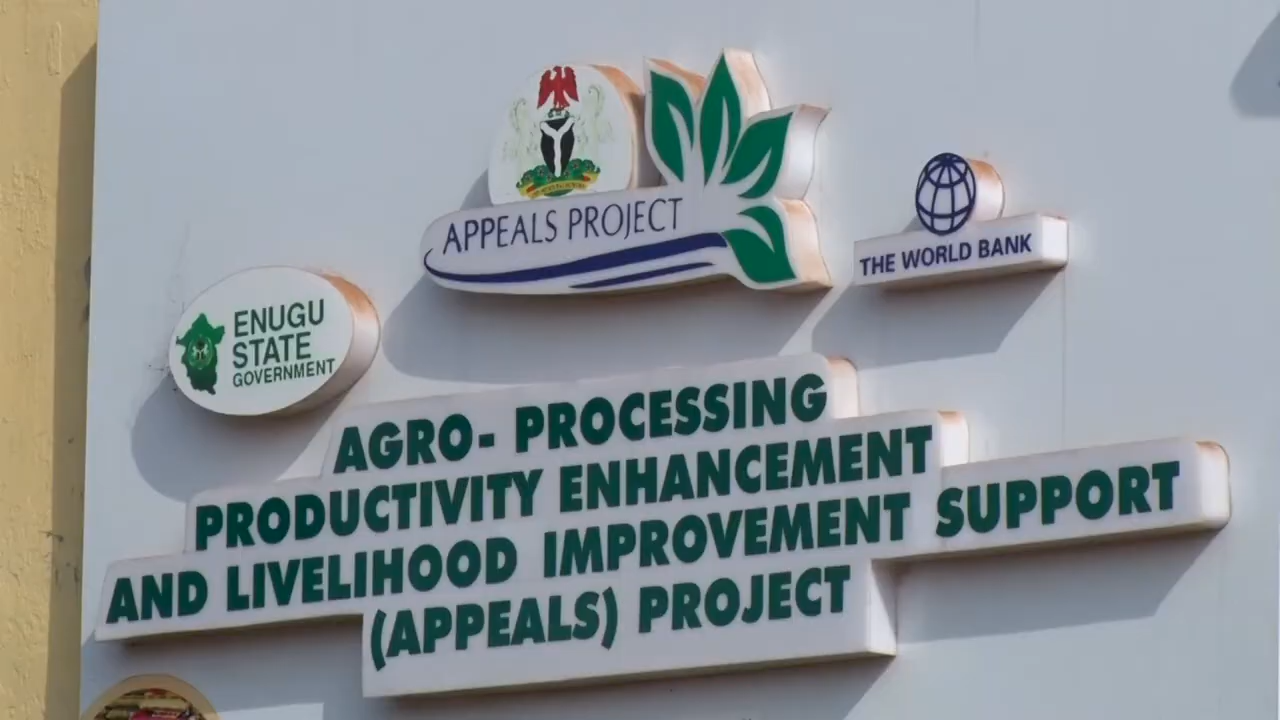 APPEALS PROJECT
THE WORLD BANK
ENUGU
STATE
GOVERNMENT
AGRO- PROCESSING
PRODUCTIVITY ENHANCEMENT
AND LIVELIHOOD IMPROVEMENT SUPPORT
(APPEALS) PROJECT